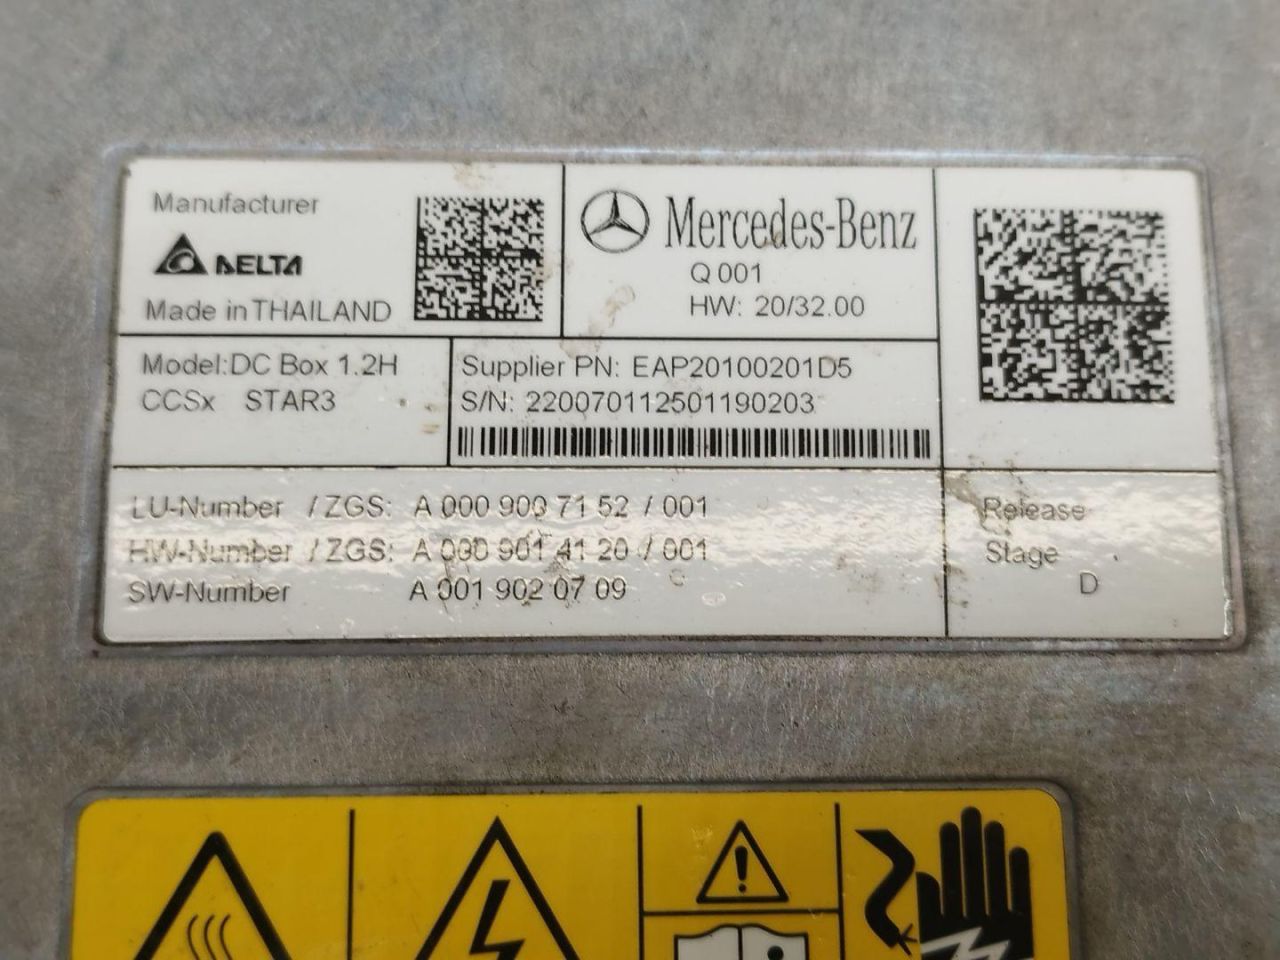 Manufacturer
DELTA
Made in THAILAND
Mercedes-Benz
Q 001
HW: 20/32.00
Model:DC Box 1.2H
CCSx STAR3
Supplier PN: EAP20100201D5
S/N: 220070112501190203
LU-Number / ZGS: A 000 900 71 52 / 001
HW-Number / ZGS: A 000 901 41 20 / 001
SW-Number A 001 902 07 09
Release
Stage
D